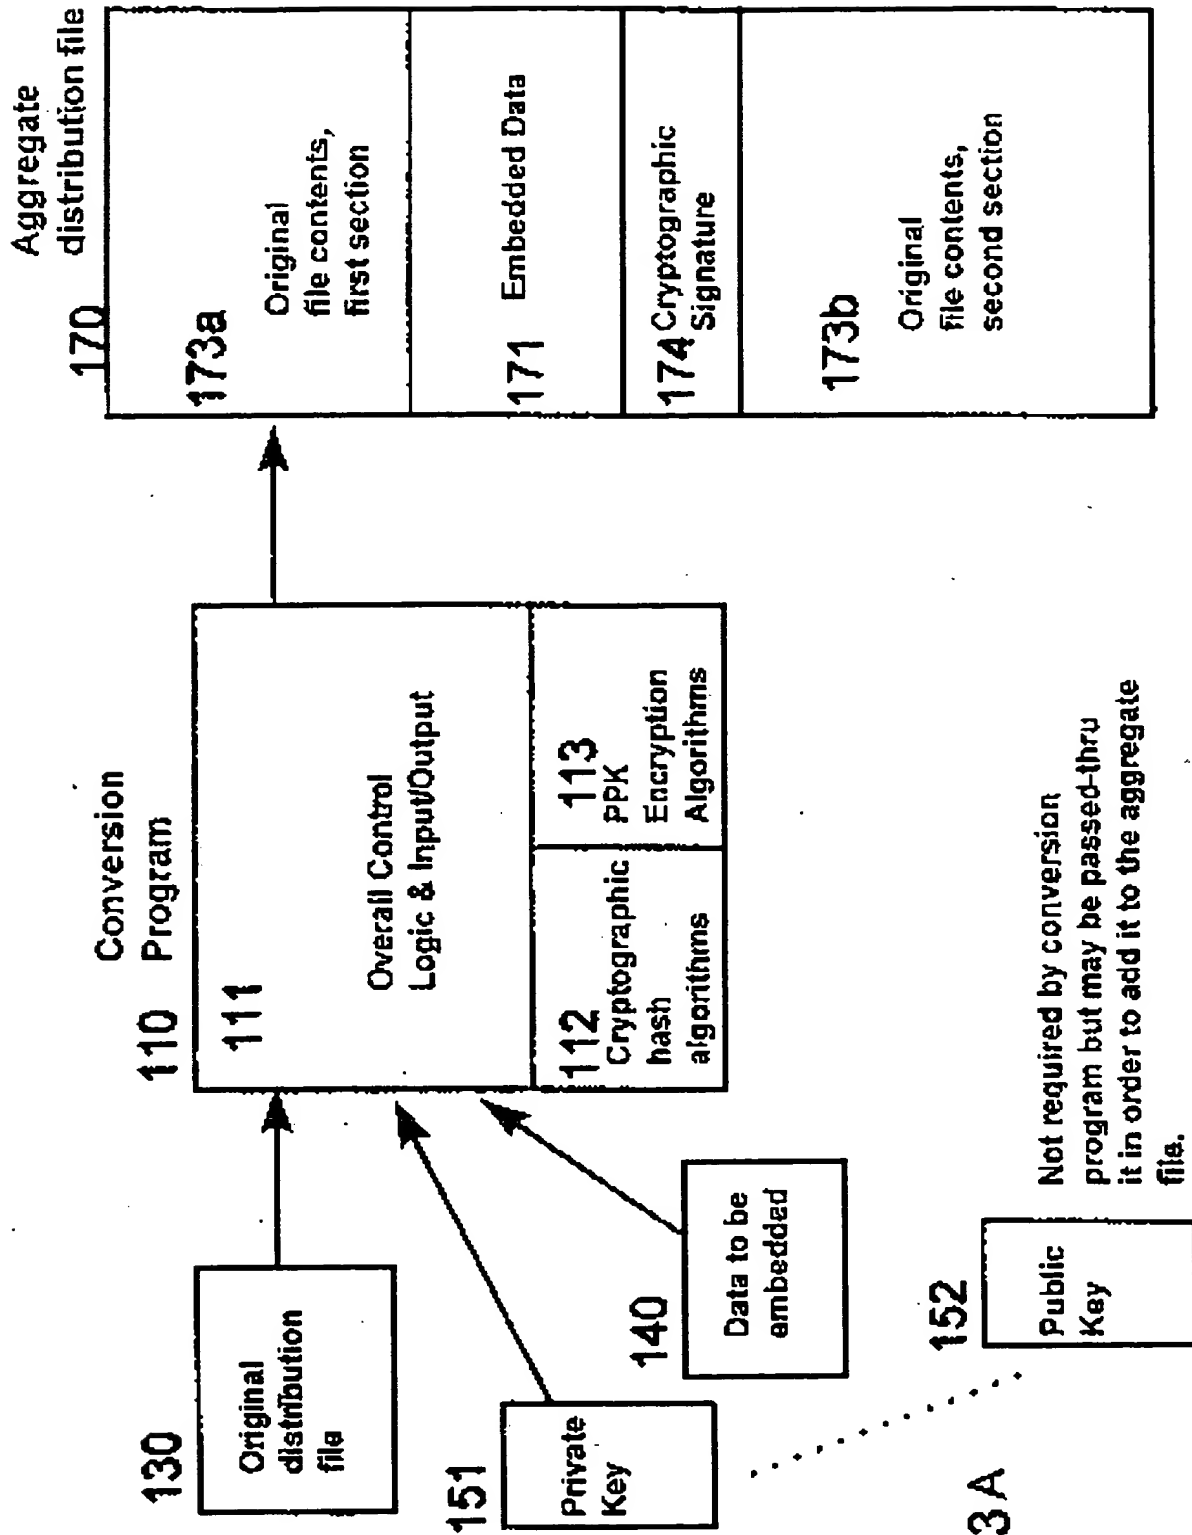 130
Original
distribution
file
151
Private
Key
140
Data to be
embedded
152
Public
Key
Not required by conversion
program but may be passed-thru
it in order to add it to the aggregate
file.
110
Conversion
Program
111
Overall Control
Logic & Input/Output
112
Cryptographic
hash
algorithms
113
PPK
Encryption
Algorithms
170
Aggregate
distribution file
173a
Original
file contents,
first section
171
Embedded Data
174
Cryptographic
Signature
173b
Original
file contents,
second section
3A